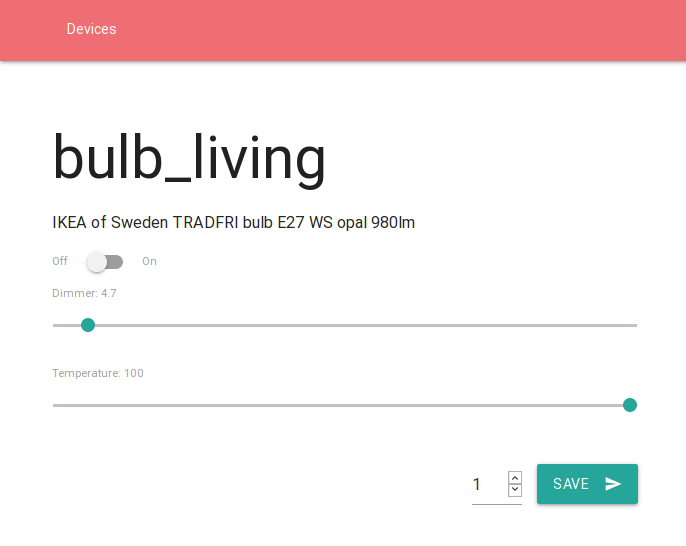 Devices
bulb_living
IKEA of Sweden TRADFRI bulb E27 WS opal 980lm
Off On
Dimmer: 4.7
Temperature: 100
1 SAVE